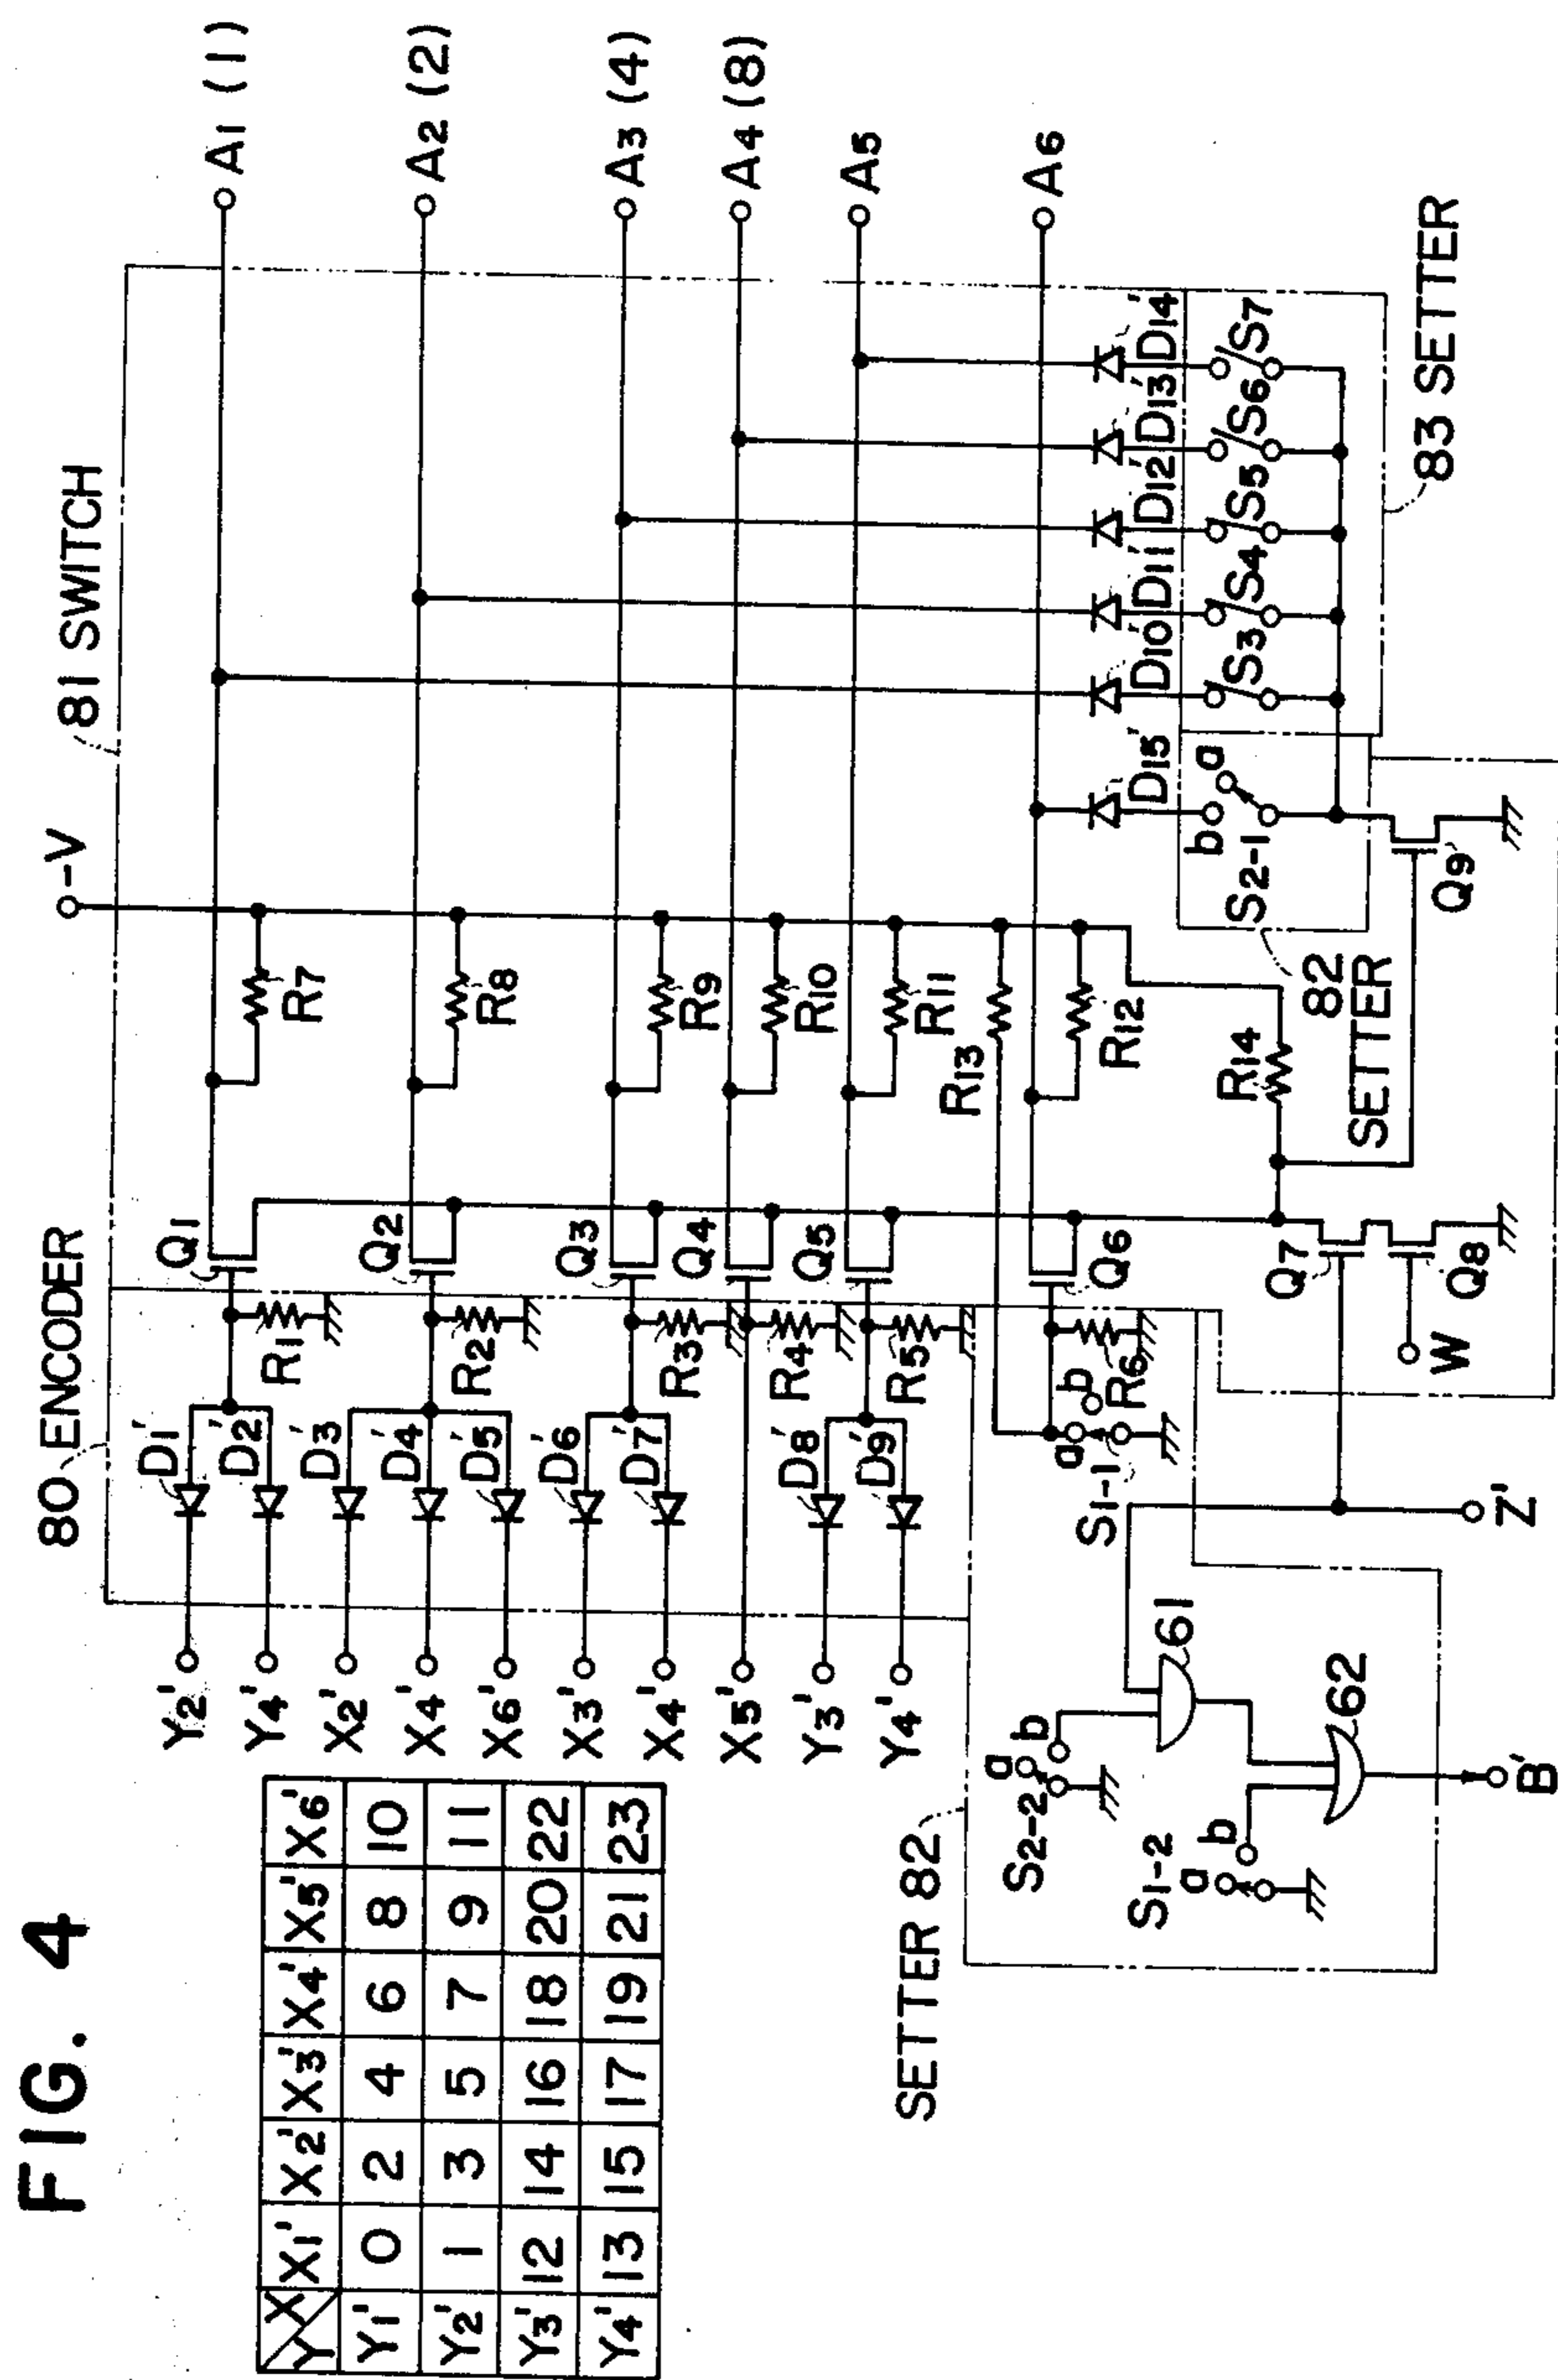 FIG. 4
Y X X1' X2' X3' X4' X5' X6'
Y1' 0 2 4 6 8 10
Y2' 1 3 5 7 9 11
Y3' 12 14 16 18 20 22
Y4' 13 15 17 19 21 23
80 ENCODER
81 SWITCH
-V
Y2'
Y4'
X2'
X4'
X6'
X3'
X4'
X5'
Y3'
Y4'
D1'
D2'
D3'
D4'
D5'
D6'
D7'
D8'
D9'
R1
R2
R3
R4
R5
R6
Q1
Q2
Q3
Q4
Q5
Q6
R7
R8
R9
R10
R11
R13
R12
R14
A1 (1)
A2 (2)
A3 (4)
A4 (8)
A5
A6
D15'
D10'
D11'
D12'
D13'
D14'
b a
S2-1
S3
S4
S5
S6
S7
83 SETTER
82
SETTER
Q7
Q8
Q9'
W
Z'
a b
S1-1
SETTER 82
S2-2
a b
61
S1-2
a b
62
B'